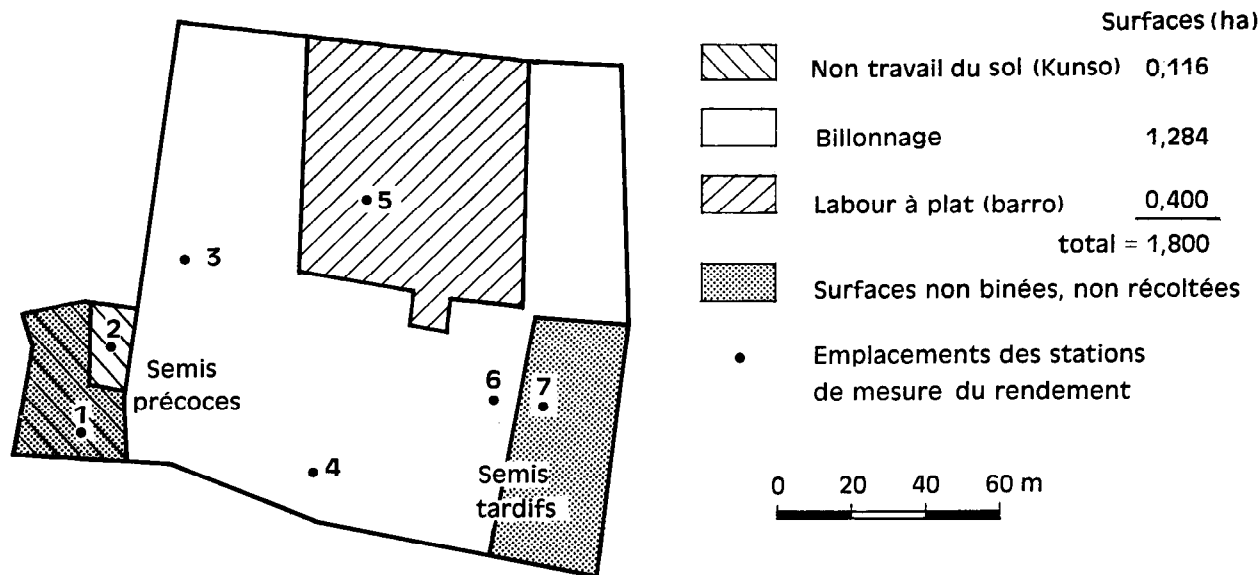 5
3
2
1
Semis
précoces
6
7
4
Semis
tardifs
Surfaces (ha)
Non travail du sol (Kunso) 0,116
Billonnage 1,284
Labour à plat (barro) 0,400
total = 1,800
Surfaces non binées, non récoltées
Emplacements des stations
de mesure du rendement
0 20 40 60 m